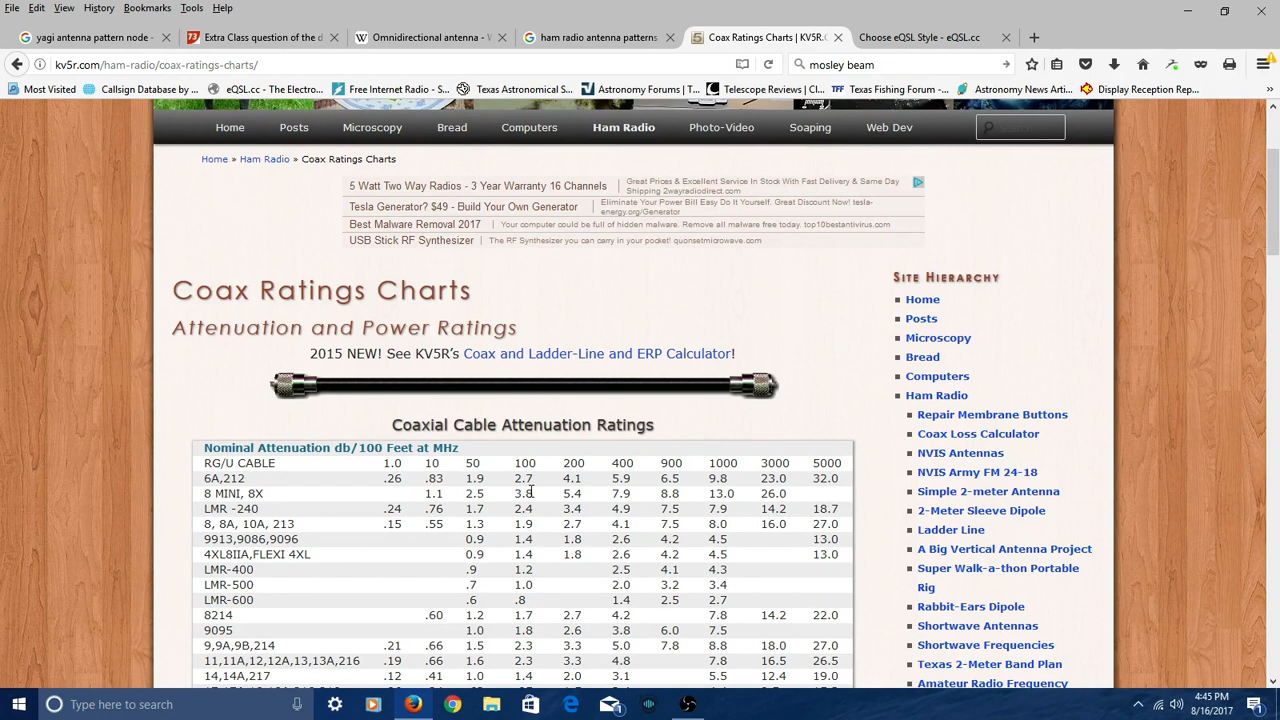 File Edit View History Bookmarks Tools Help
yagi antenna pattern node - Extra Class question of the d Omnidirectional antenna - W ham radio antenna patterns Coax Ratings Charts | KV5R.C Choose eQSL Style - eQSL.cc
kv5r.com/ham-radio/coax-ratings-charts/ mosley beam
Most Visited Callsign Database by ... eQSL.cc - The Electro... Free Internet Radio - S... Texas Astronomical S... Astronomy Forums - ... Telescope Reviews | Cl... Texas Fishing Forum - ... Astronomy News Arti... Display Reception Rep...
Home Posts Microscopy Bread Computers Ham Radio Photo-Video Soaping Web Dev Search
Home » Ham Radio » Coax Ratings Charts
5 Watt Two Way Radios - 3 Year Warranty 16 Channels Great Prices & Excellent Service In Stock With Fast Delivery & Same Day Shipping 2wayradiodirect.com
Tesla Generator? $49 - Build Your Own Generator Eliminate Your Power Bill Easy Do It Yourself. Great Discount Now! tesla-energy.org/Generator
Best Malware Removal 2017 Your computer could be full of hidden malware. Remove all malware free today. top10bestantivirus.com
USB Stick RF Synthesizer The RF Synthesizer you can carry in your pocket! quonsetmicrowave.com
Coax Ratings Charts
Attenuation and Power Ratings
2015 NEW! See KV5R's Coax and Ladder-Line and ERP Calculator!
Coaxial Cable Attenuation Ratings
Nominal Attenuation db/100 Feet at MHz
RG/U CABLE 1.0 10 50 100 200 400 900 1000 3000 5000
6A,212 .26 .83 1.9 2.7 4.1 5.9 6.5 9.8 23.0 32.0
8 MINI, 8X 1.1 2.5 3.8 5.4 7.9 8.8 13.0 26.0
LMR -240 .24 .76 1.7 2.4 3.4 4.9 7.5 7.9 14.2 18.7
8, 8A, 10A, 213 .15 .55 1.3 1.9 2.7 4.1 7.5 8.0 16.0 27.0
9913,9086,9096 0.9 1.4 1.8 2.6 4.2 4.5 13.0
4XL8IIA,FLEXI 4XL 0.9 1.4 1.8 2.6 4.2 4.5 13.0
LMR-400 .9 1.2 2.5 4.1 4.3
LMR-500 .7 1.0 2.0 3.2 3.4
LMR-600 .6 .8 1.4 2.5 2.7
8214 .60 1.2 1.7 2.7 4.2 7.8 14.2 22.0
9095 1.0 1.8 2.6 3.8 6.0 7.5
9,9A,9B,214 .21 .66 1.5 2.3 3.3 5.0 7.8 8.8 18.0 27.0
11,11A,12,12A,13,13A,216 .19 .66 1.6 2.3 3.3 4.8 7.8 16.5 26.5
14,14A,217 .12 .41 1.0 1.4 2.0 3.1 5.5 12.4 19.0
Site Hierarchy
Home
Posts
Microscopy
Bread
Computers
Ham Radio
Repair Membrane Buttons
Coax Loss Calculator
NVIS Antennas
NVIS Army FM 24-18
Simple 2-meter Antenna
2-Meter Sleeve Dipole
Ladder Line
A Big Vertical Antenna Project
Super Walk-a-thon Portable
Rig
Rabbit-Ears Dipole
Shortwave Antennas
Shortwave Frequencies
Texas 2-Meter Band Plan
Amateur Radio Frequency
Type here to search
4:45 PM
8/16/2017